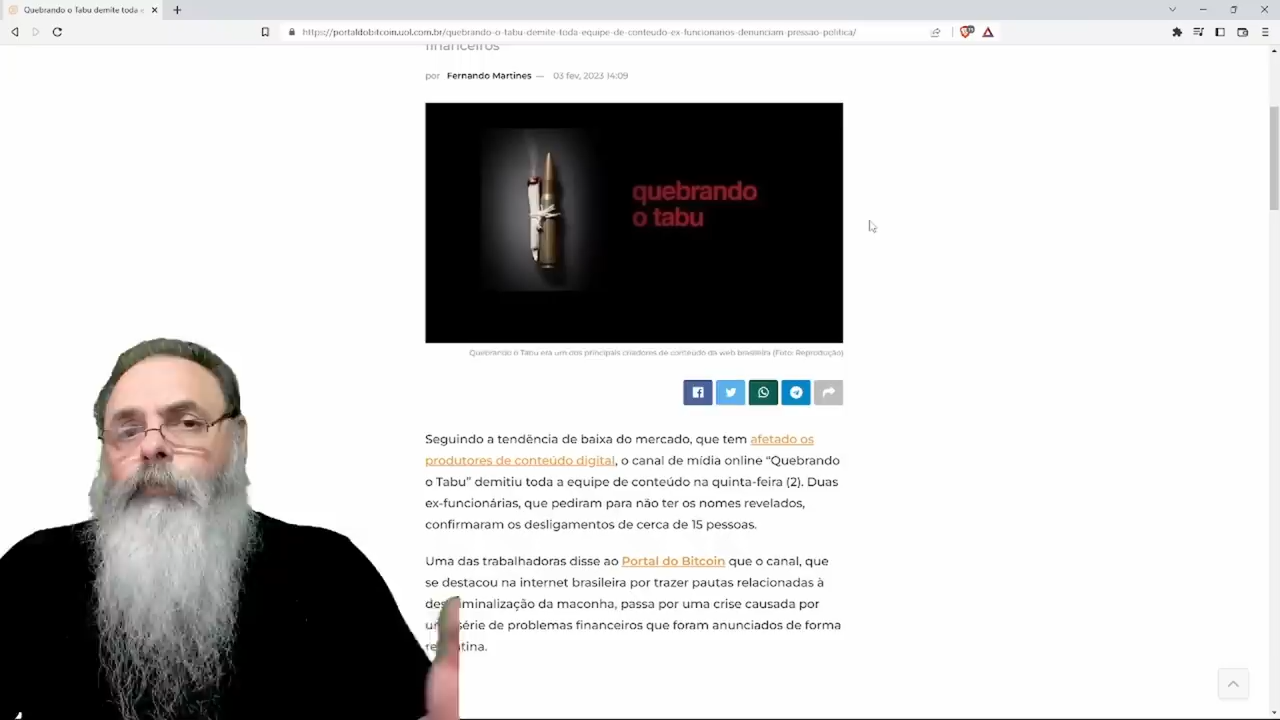 Quebrando o Tabu demite toda e
https://portaldobitcoin.uol.com.br/quebrando-o-tabu-demite-toda-equipe-de-conteudo-ex-funcionarios-denunciam-pressao-politica/
financeiros
por Fernando Martines — 03 fev, 2023 14:09
quebrando
o tabu
Quebrando o Tabu era um dos principais criadores de conteúdo da web brasileira (Foto: Reprodução)
Seguindo a tendência de baixa do mercado, que tem afetado os
produtores de conteúdo digital, o canal de mídia online “Quebrando
o Tabu” demitiu toda a equipe de conteúdo na quinta-feira (2). Duas
ex-funcionárias, que pediram para não ter os nomes revelados,
confirmaram os desligamentos de cerca de 15 pessoas.
Uma das trabalhadoras disse ao Portal do Bitcoin que o canal, que
se destacou na internet brasileira por trazer pautas relacionadas à
maconha, passa por uma crise causada por
série de problemas financeiros que foram anunciados de forma